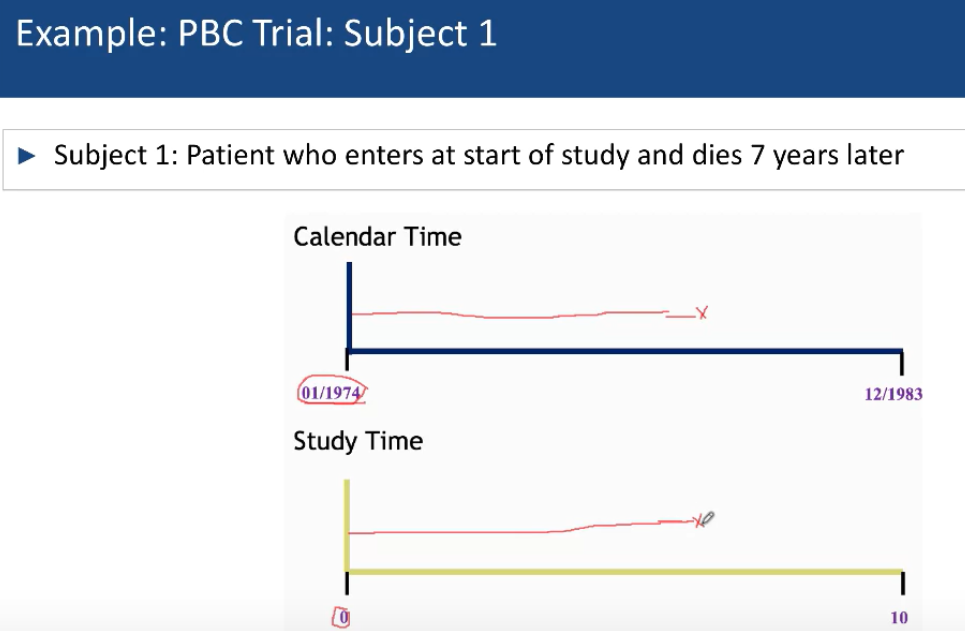 Example: PBC Trial: Subject 1
► Subject 1: Patient who enters at start of study and dies 7 years later
Calendar Time
x
01/1974
12/1983
Study Time
x
0
10